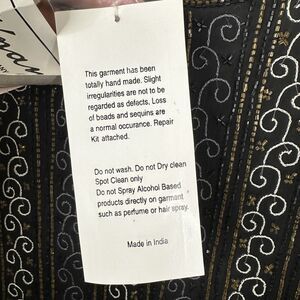 This garment has been
totally hand made. Slight
irregularities are not to be
regarded as defects, Loss
of beads and sequins are
a normal occurance. Repair
Kit attached.
Do not wash. Do not Dry clean
Spot Clean only
Do not Spray Alcohol Based
products directly on garment
such as perfume or hair spray.
Made in India